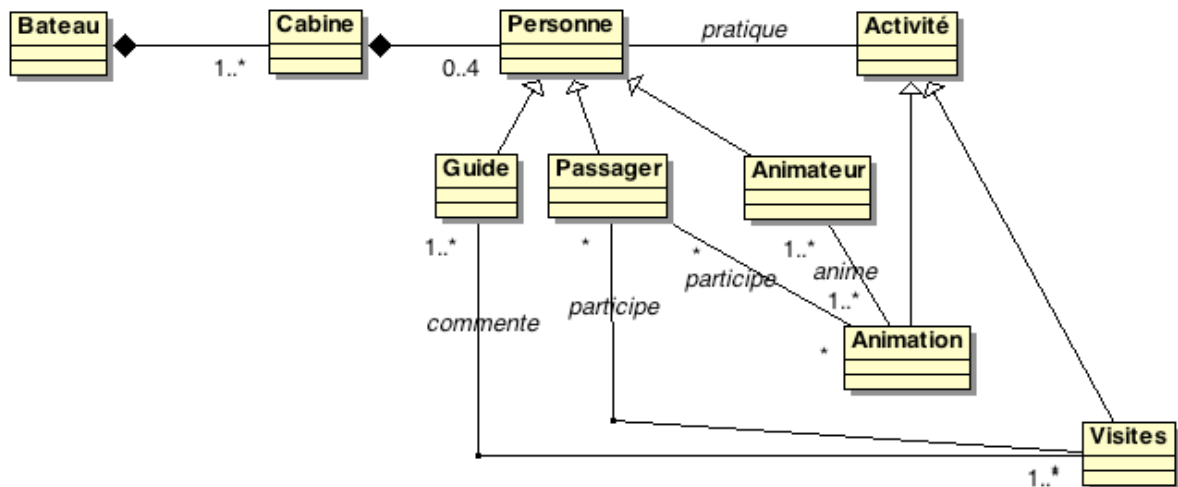 Bateau
Cabine
Personne
pratique
Activité
1..*
0..4
Guide
Passager
Animateur
1..*
*
*
1..*
participe
anime
1..*
commente
participe
Animation
*
Visites
1..*